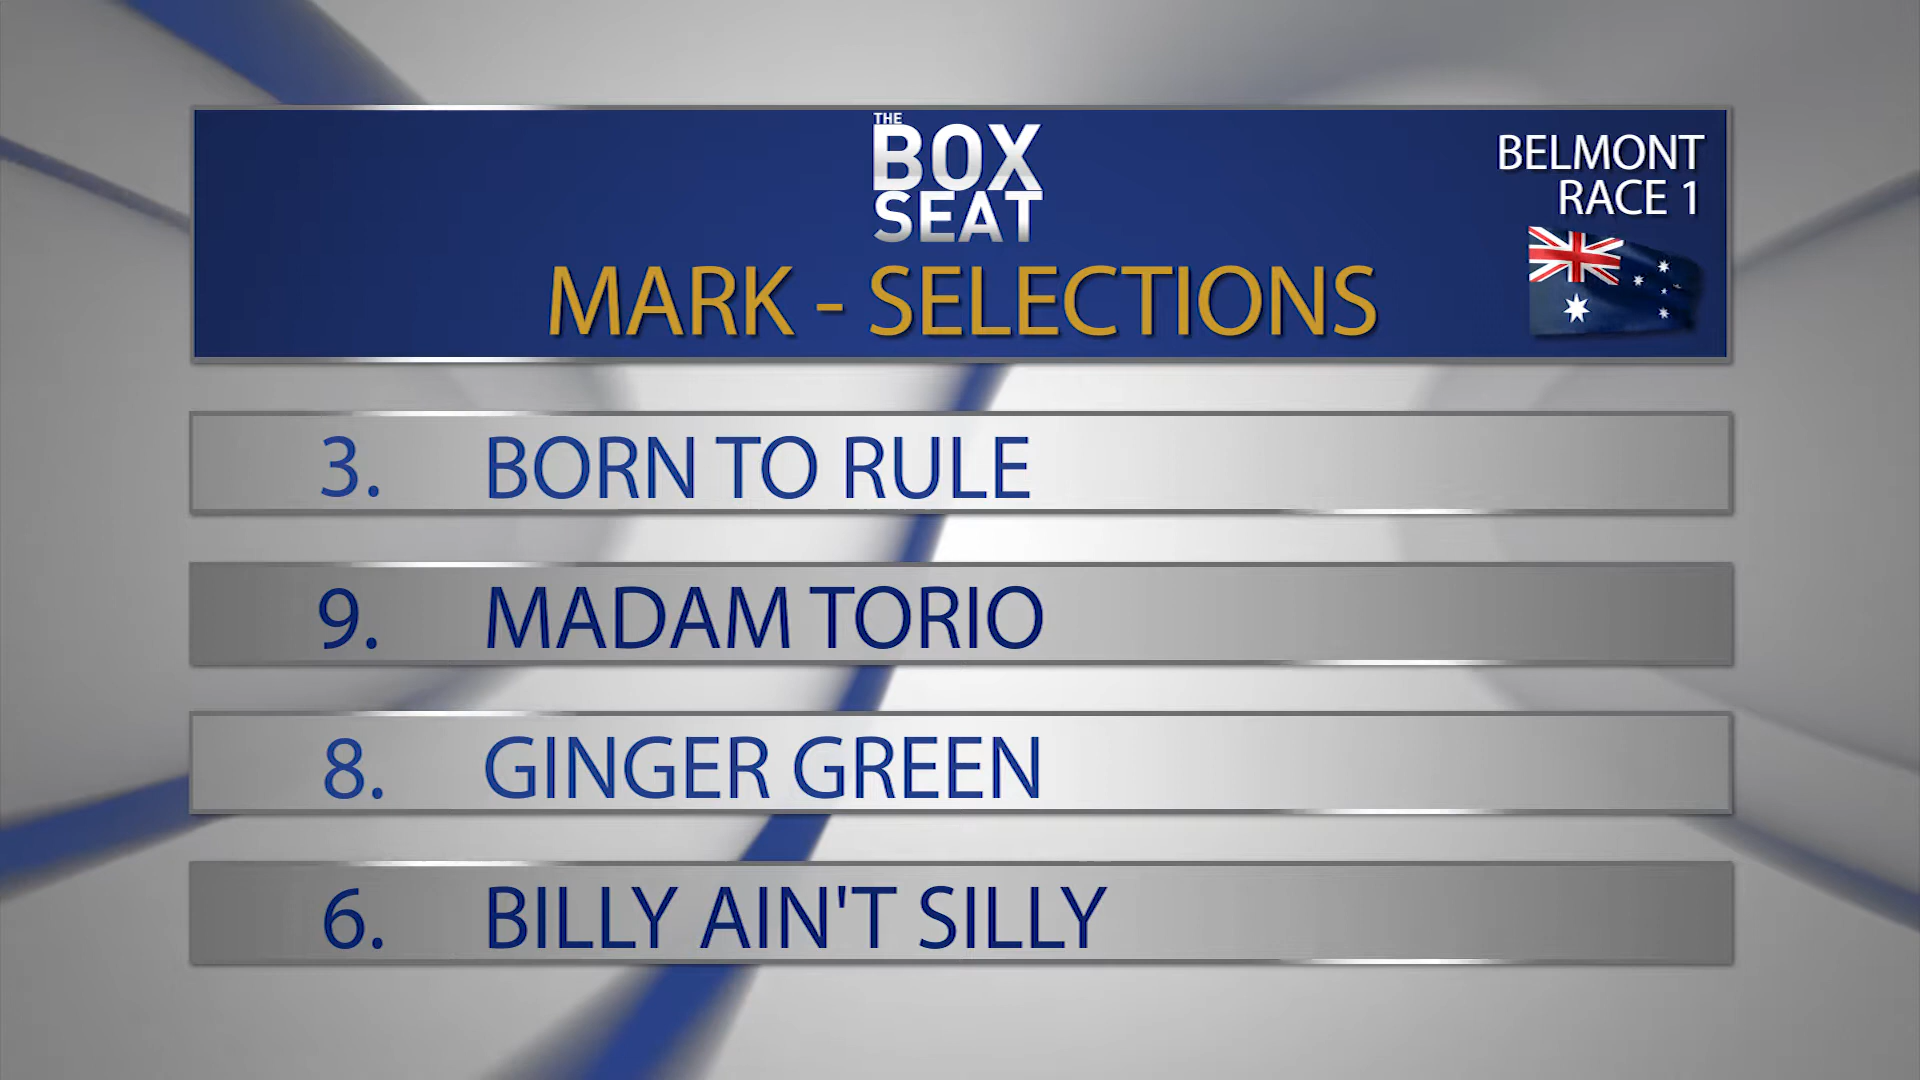 THE
BOX
SEAT
BELMONT
RACE 1
MARK - SELECTIONS
3. BORN TO RULE
9. MADAM TORIO
8. GINGER GREEN
6. BILLY AIN'T SILLY